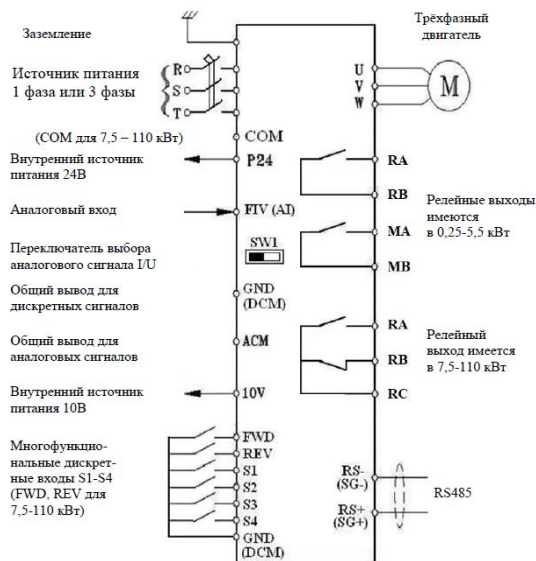 Заземление
Источник питания
1 фаза или 3 фазы
R
S
T
(COM для 7,5 – 110 кВт)
COM
Внутренний источник
питания 24В
P24
Аналоговый вход
FIV (AI)
Переключатель выбора
аналогового сигнала I/U
SW1
Общий вывод для
дискретных сигналов
GND
(DCM)
Общий вывод для
аналоговых сигналов
ACM
Внутренний источник
питания 10В
10V
Многофункцио-
нальные дискрет-
ные входы S1-S4
(FWD, REV для
7,5-110 кВт)
FWD
REV
S1
S2
S3
S4
GND
(DCM)
Трёхфазный
двигатель
U
V
W
M
RA
RB
MA
MB
Релейные выходы
имеются
в 0,25-5,5 кВт
RA
RB
RC
Релейный
выход имеется
в 7,5-110 кВт
RS-
(SG-)
RS+
(SG+)
RS485